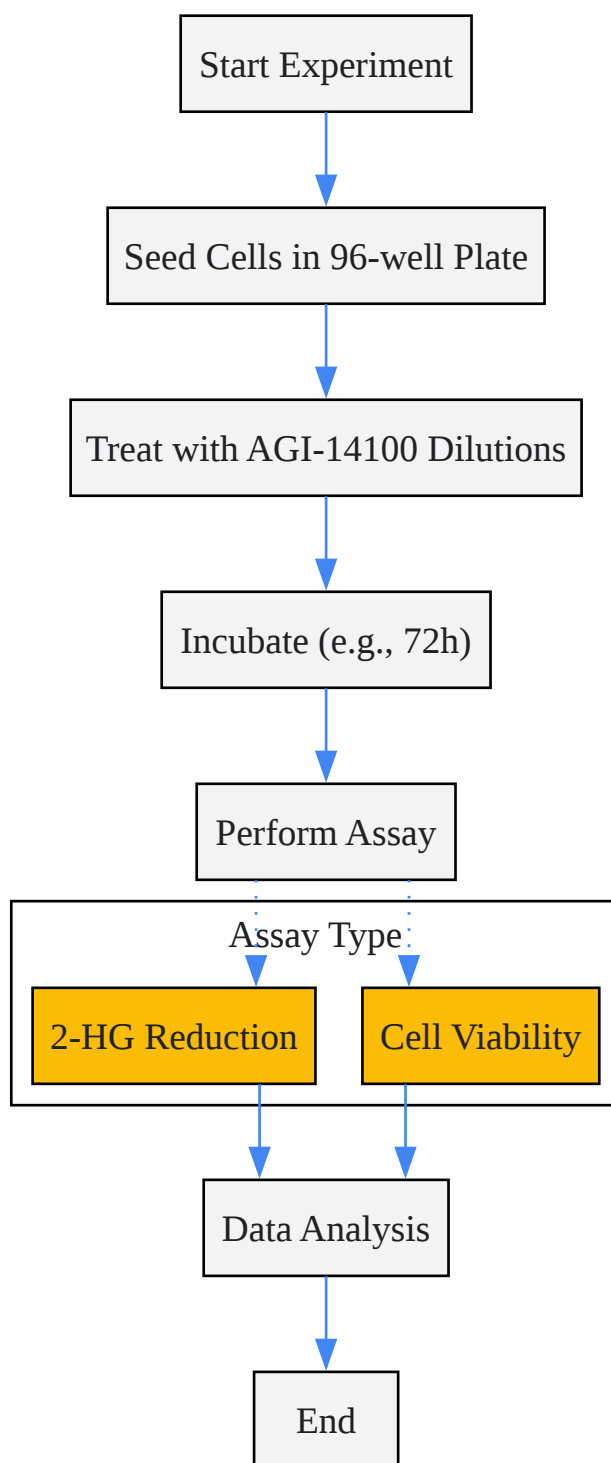 Start Experiment
Seed Cells in 96-well Plate
Treat with AGI-14100 Dilutions
Incubate (e.g., 72h)
Perform Assay
Assay Type
2-HG Reduction
Cell Viability
Data Analysis
End